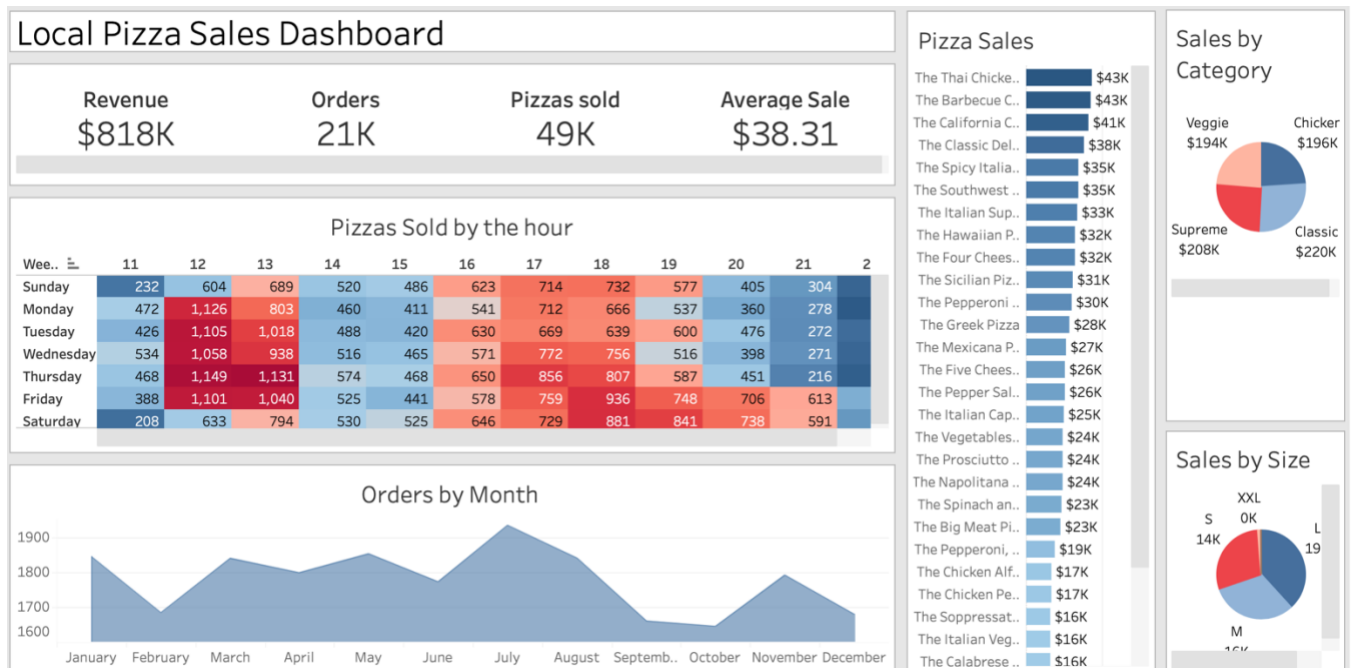 Local Pizza Sales Dashboard
Revenue Orders Pizzas sold Average Sale
$818K 21K 49K $38.31
Pizzas Sold by the hour
Wee.. 11 12 13 14 15 16 17 18 19 20 21 2
Sunday 232 604 689 520 486 623 714 732 577 405 304
Monday 472 1,126 803 460 411 541 712 666 537 360 278
Tuesday 426 1,105 1,018 488 420 630 669 639 600 476 272
Wednesday 534 1,058 938 516 465 571 772 756 516 398 271
Thursday 468 1,149 1,131 574 468 650 856 807 587 451 216
Friday 388 1,101 1,040 525 441 578 759 936 748 706 613
Saturday 208 633 794 530 525 646 729 881 841 738 591
Orders by Month
1900
1800
1700
1600
January February March April May June July August Septemb.. October November December
Pizza Sales
The Thai Chicke.. $43K
The Barbecue C.. $43K
The California C.. $41K
The Classic Del.. $38K
The Spicy Italia.. $35K
The Southwest .. $35K
The Italian Sup.. $33K
The Hawaiian P.. $32K
The Four Chees.. $32K
The Sicilian Piz.. $31K
The Pepperoni .. $30K
The Greek Pizza $28K
The Mexicana P.. $27K
The Five Chees.. $26K
The Pepper Sal.. $26K
The Italian Cap.. $25K
The Vegetables.. $24K
The Prosciutto .. $24K
The Napolitana .. $24K
The Spinach an.. $23K
The Big Meat Pi.. $23K
The Pepperoni, .. $19K
The Chicken Alf.. $17K
The Chicken Pe.. $17K
The Soppressat.. $16K
The Italian Veg.. $16K
The Calabrese .. $16K
Sales by
Category
Veggie Chicker
$194K $196K
Supreme Classic
$208K $220K
Sales by Size
XXL
S 0K L
14K 19
M
16K